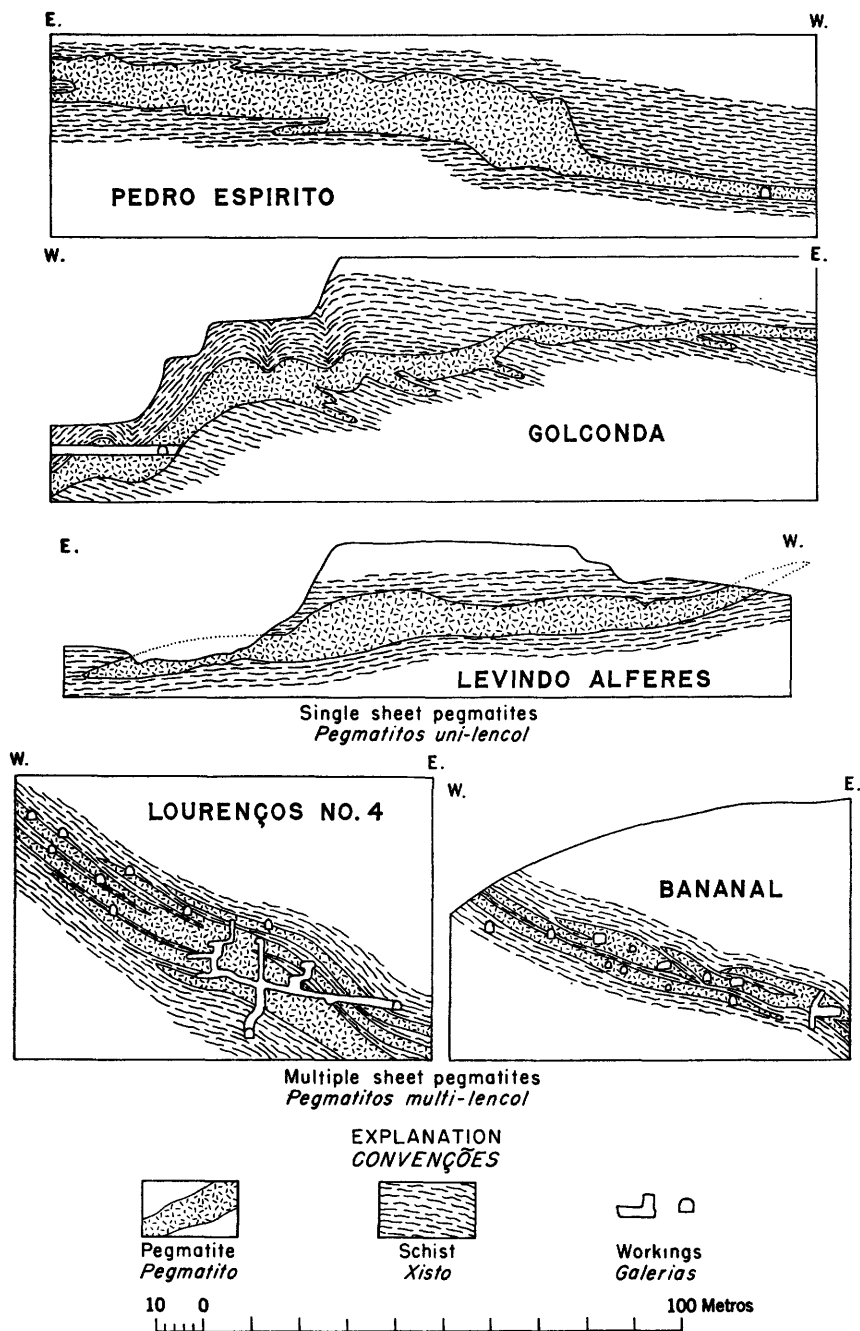 E. W.
PEDRO ESPIRITO
W. E.
GOLCONDA
E. W.
LEVINDO ALFERES
Single sheet pegmatites
Pegmatitos uni-lencol
W. E.
LOURENÇOS NO. 4
W. E.
BANANAL
Multiple sheet pegmatites
Pegmatitos multi-lencol
EXPLANATION
CONVENÇÕES
Pegmatite
Pegmatito
Schist
Xisto
Workings
Galerias
10 0 100 Metros